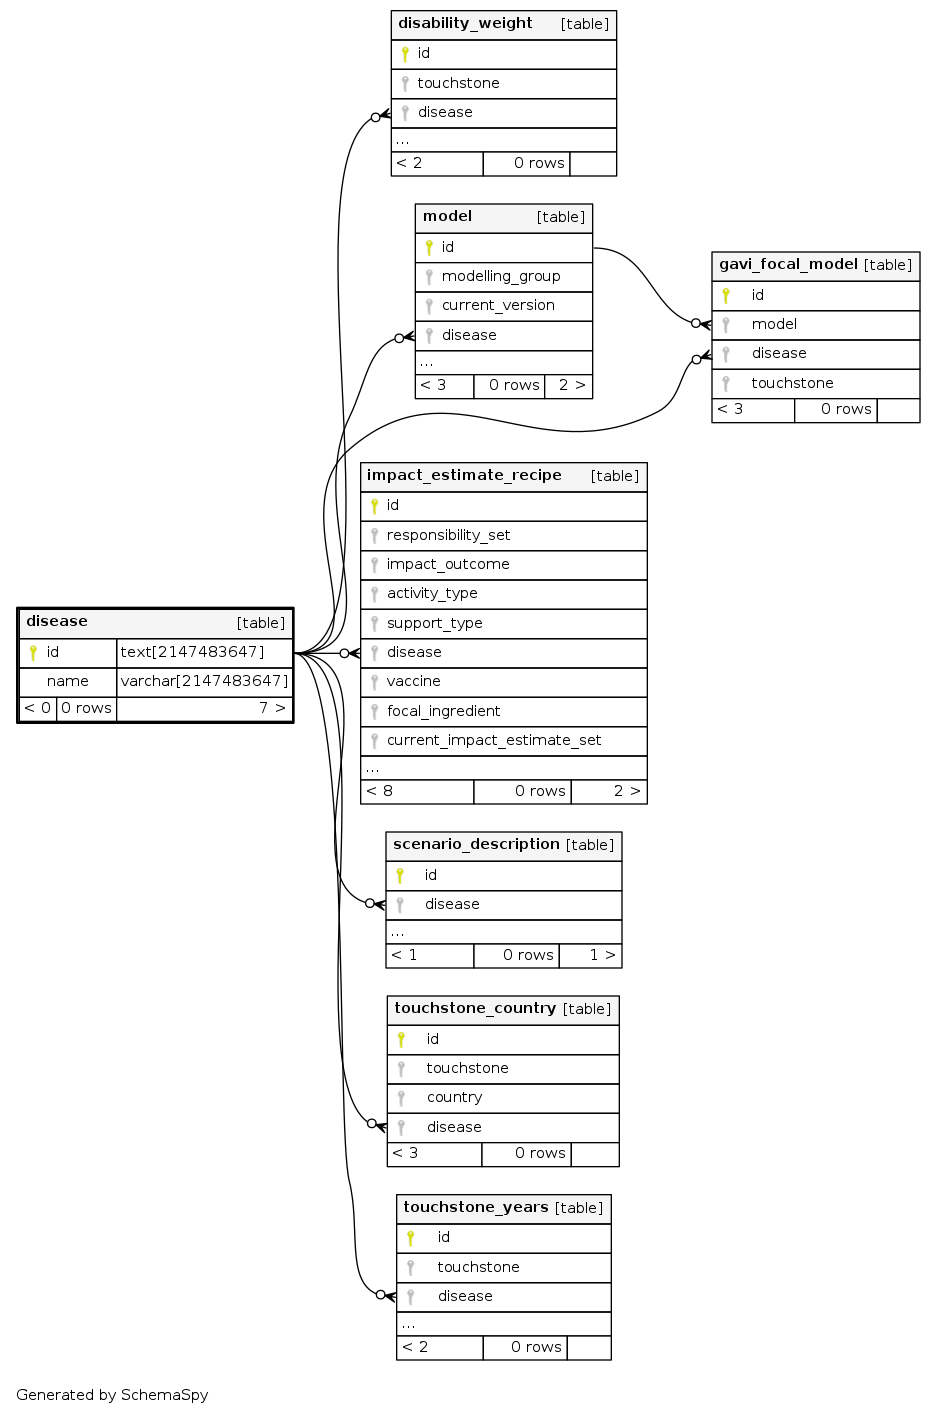 disability_weight [table]
id
touchstone
disease
...
< 2 0 rows
model [table]
id
modelling_group
current_version
disease
...
< 3 0 rows 2 >
gavi_focal_model [table]
id
model
disease
touchstone
< 3 0 rows
impact_estimate_recipe [table]
id
responsibility_set
impact_outcome
activity_type
support_type
disease
vaccine
focal_ingredient
current_impact_estimate_set
...
< 8 0 rows 2 >
disease [table]
id text[2147483647]
name varchar[2147483647]
< 0 0 rows 7 >
scenario_description [table]
id
disease
...
< 1 0 rows 1 >
touchstone_country [table]
id
touchstone
country
disease
< 3 0 rows
touchstone_years [table]
id
touchstone
disease
...
< 2 0 rows
Generated by SchemaSpy